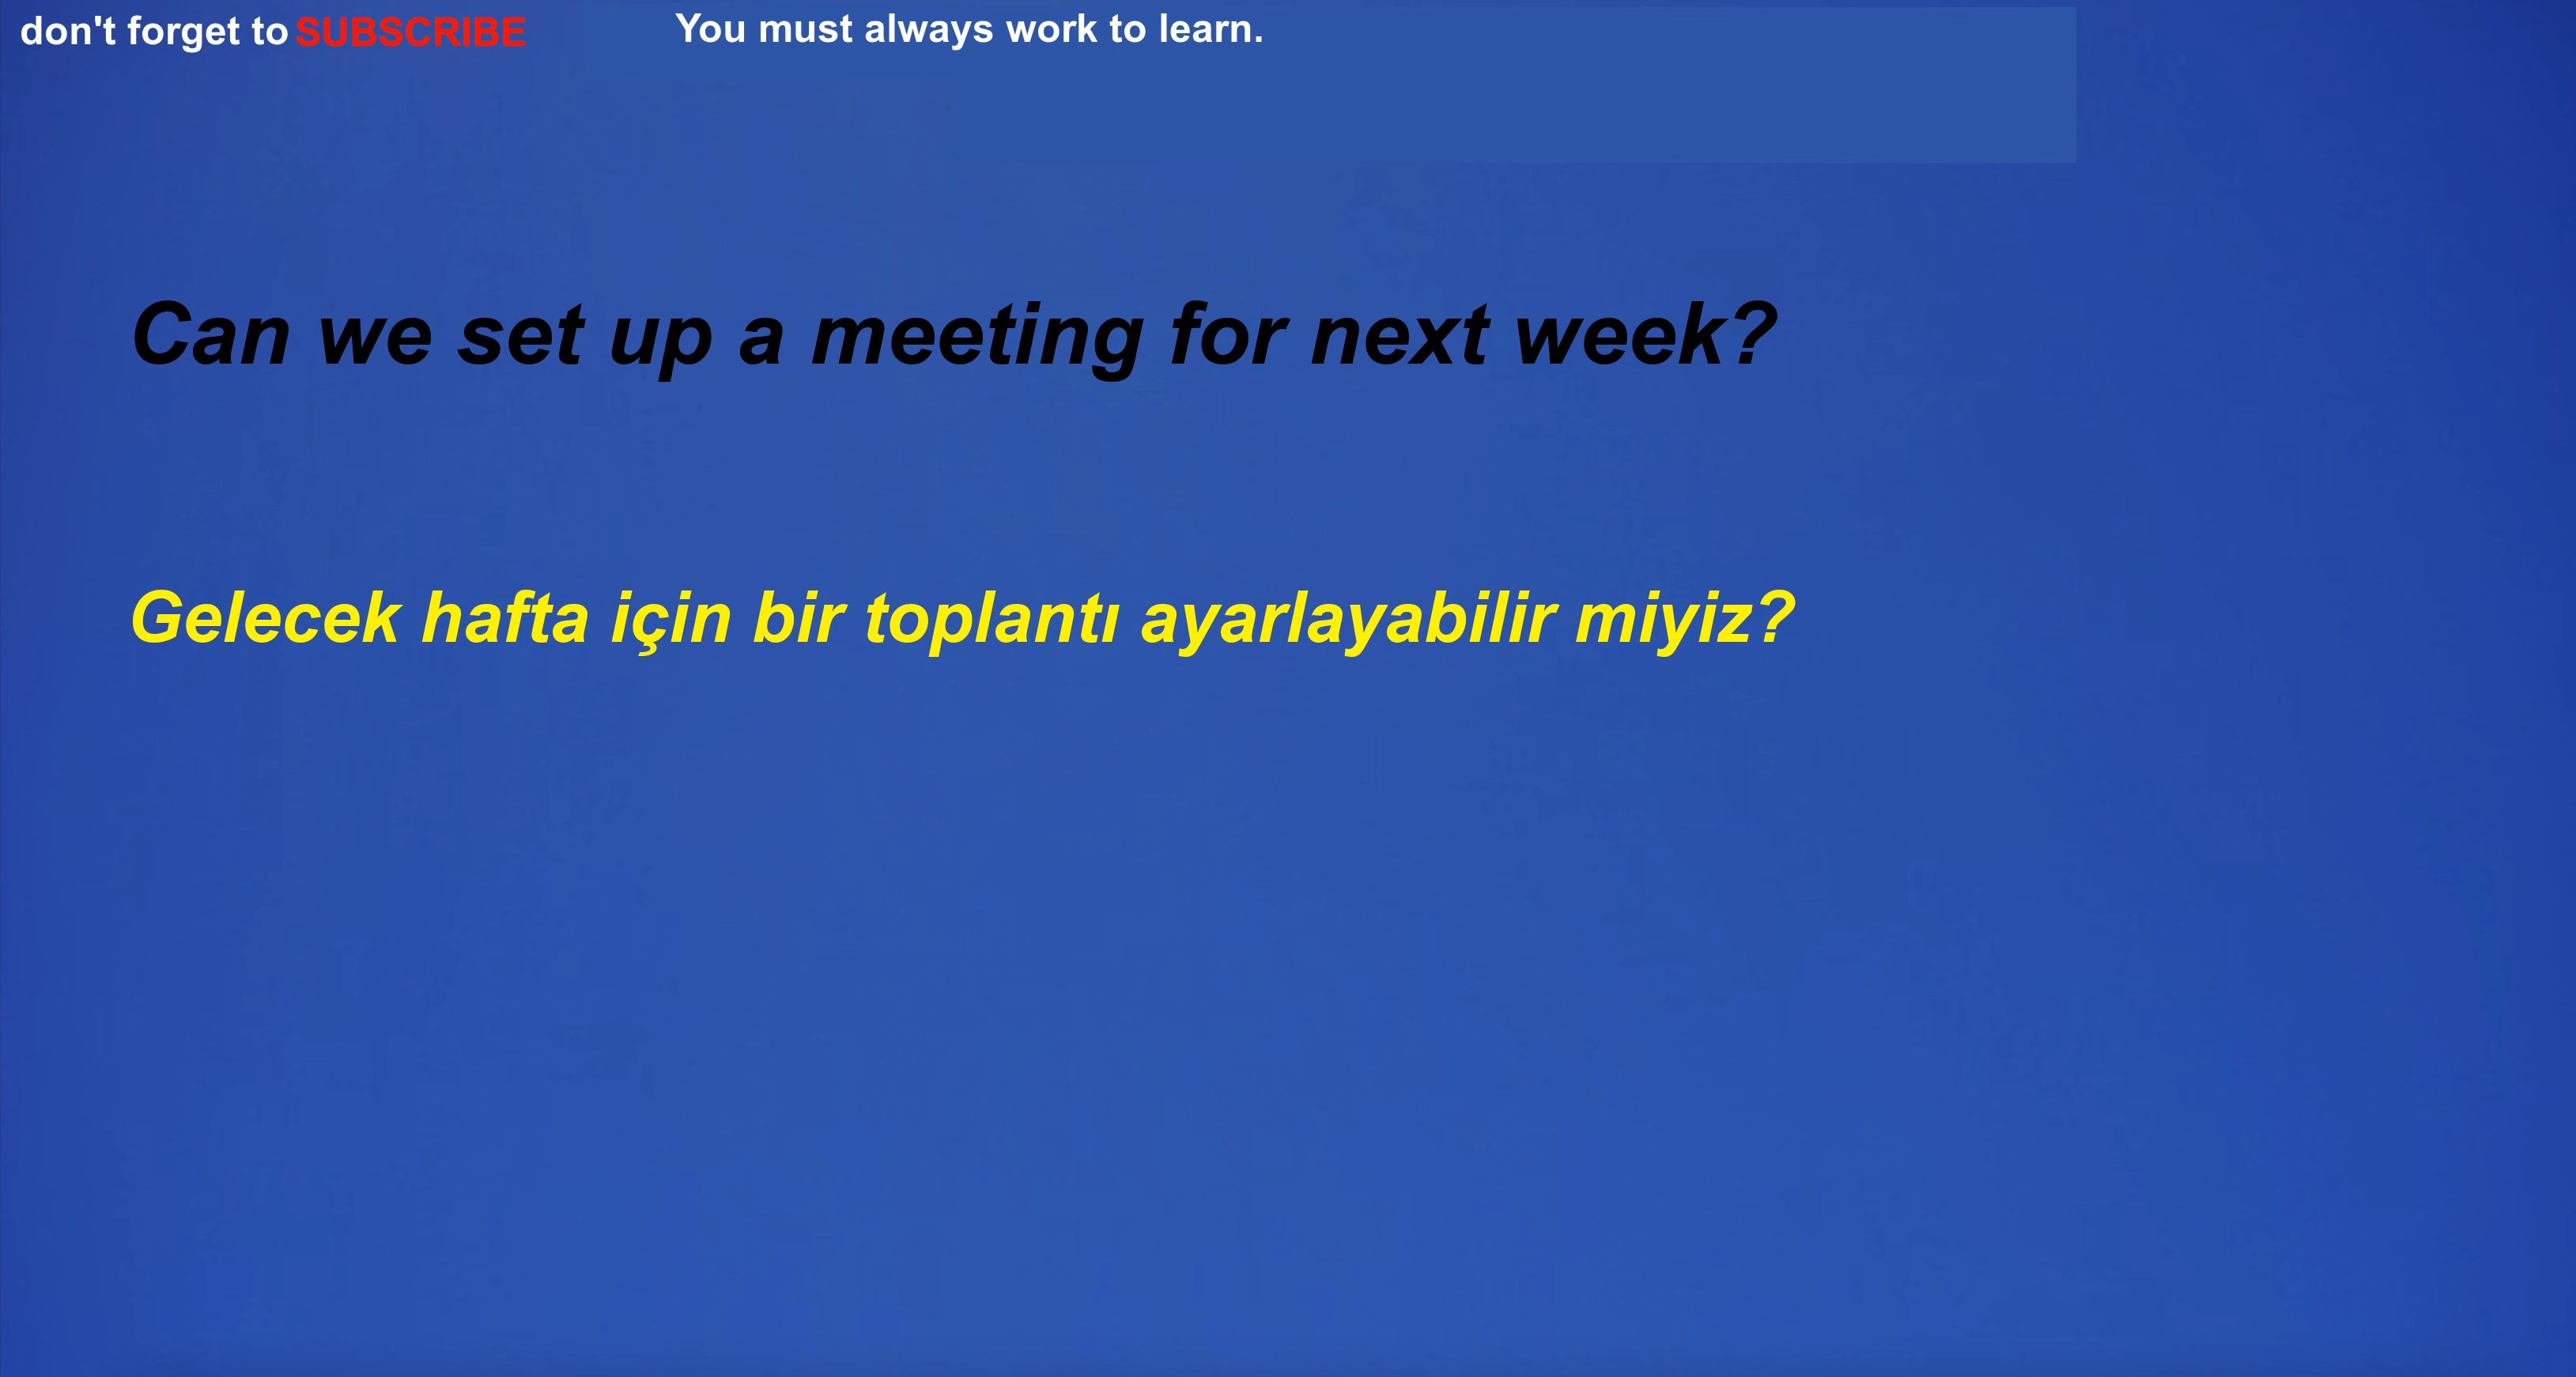 don't forget to SUBSCRIBE
You must always work to learn.
Can we set up a meeting for next week?
Gelecek hafta için bir toplantı ayarlayabilir miyiz?